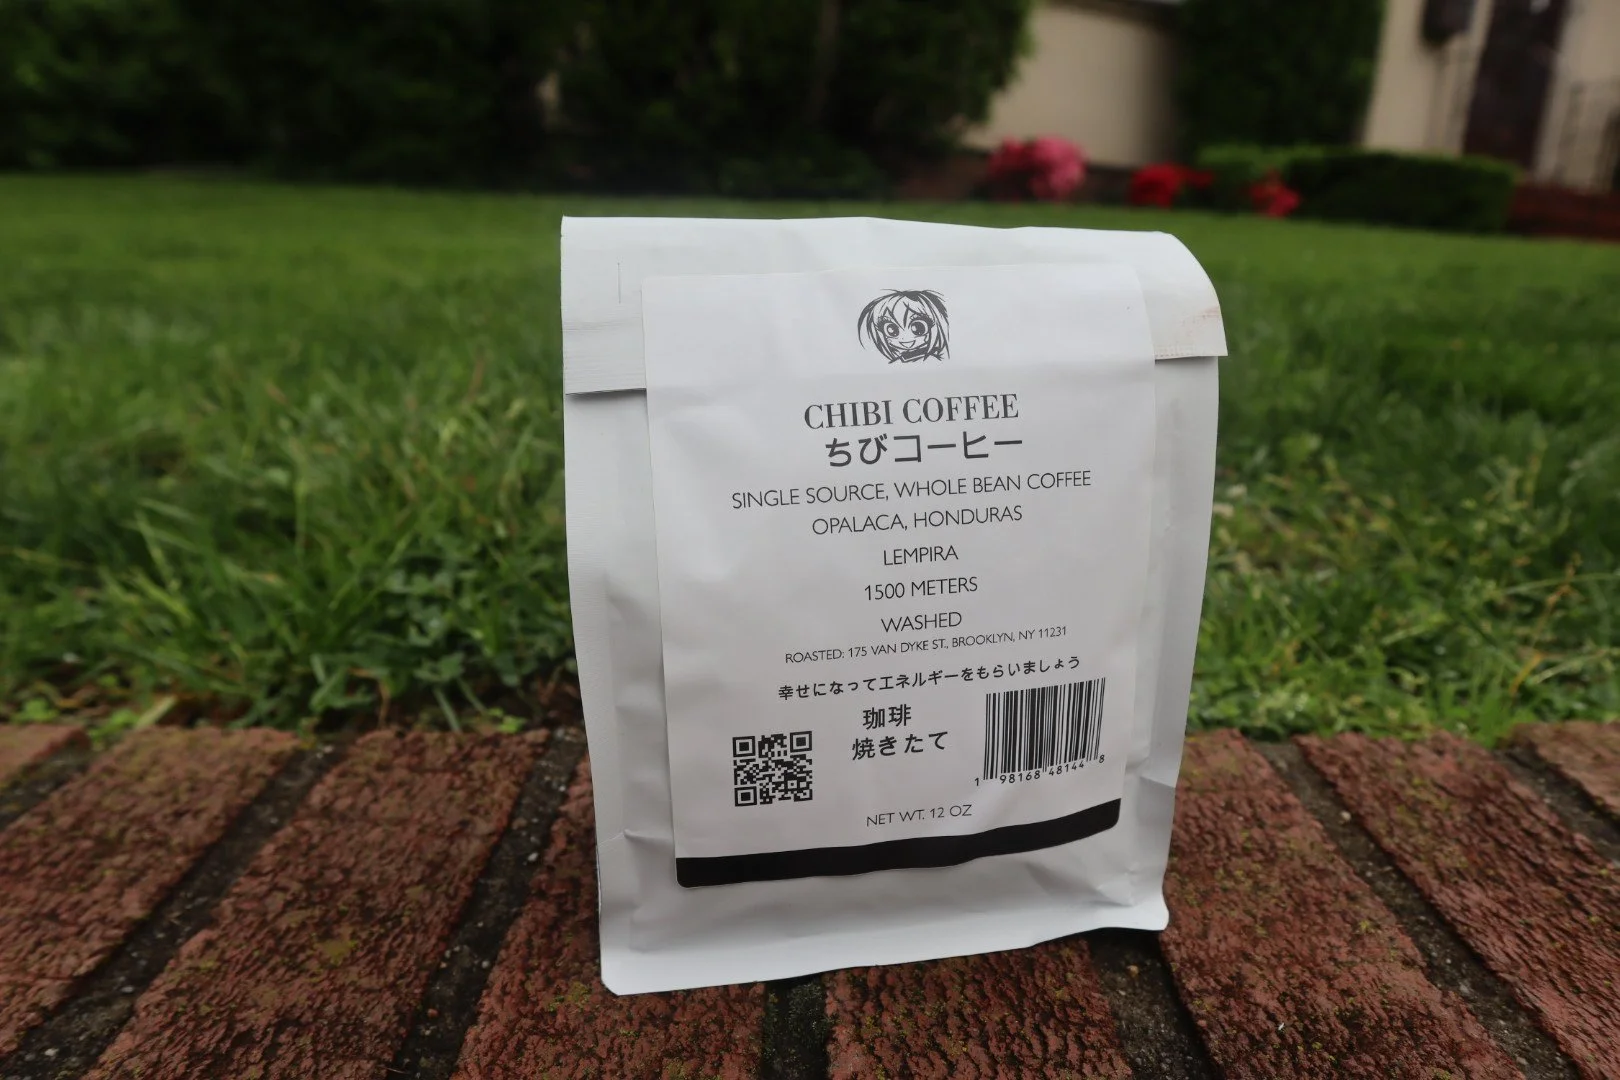 CHIBI COFFEE
ちびコーヒー
SINGLE SOURCE, WHOLE BEAN COFFEE
OPALACA, HONDURAS
LEMPIRA
1500 METERS
WASHED
ROASTED: 175 VAN DYKE ST., BROOKLYN, NY 11231
幸せになってエネルギーをもらいましょう
珈琲
焼きたて
1 98168 48144 8
NET WT. 12 OZ